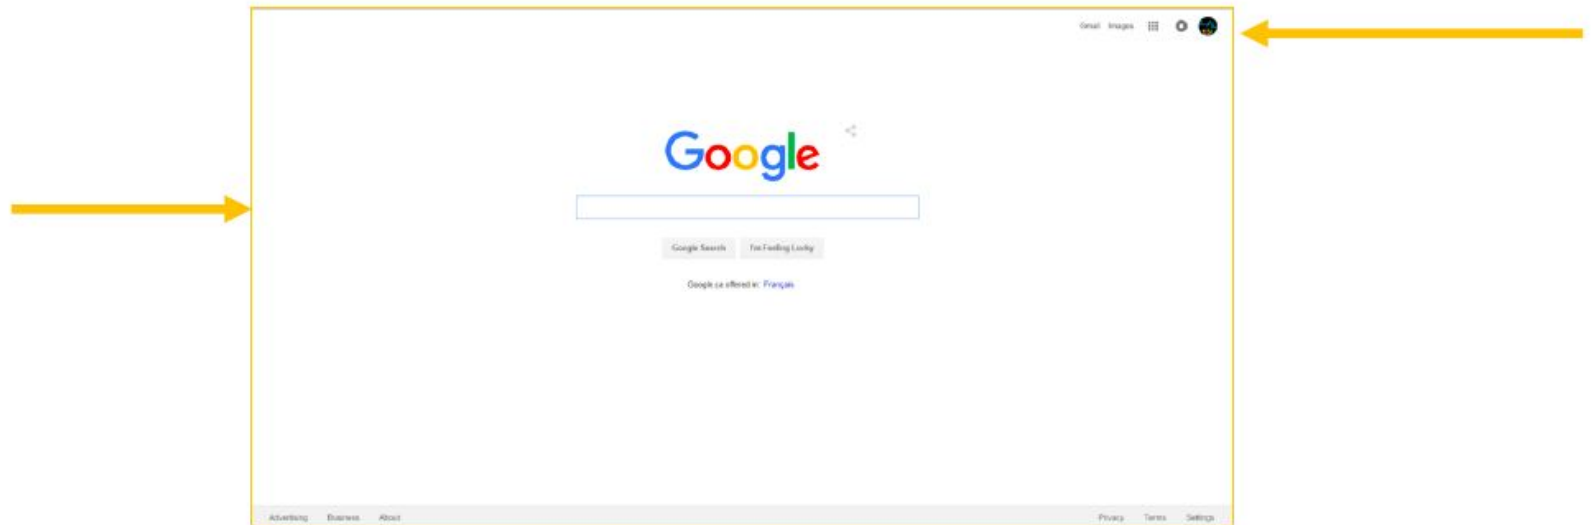 Gmail Images
Google
Google Search I'm Feeling Lucky
Google.ca offered in: Français
Advertising Business About Privacy Terms Settings